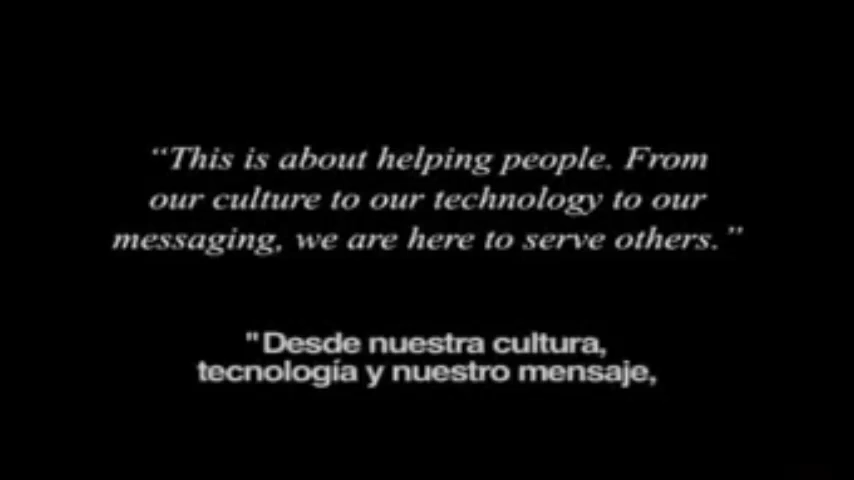 “This is about helping people. From
our culture to our technology to our
messaging, we are here to serve others.”
"Desde nuestra cultura,
tecnología y nuestro mensaje,